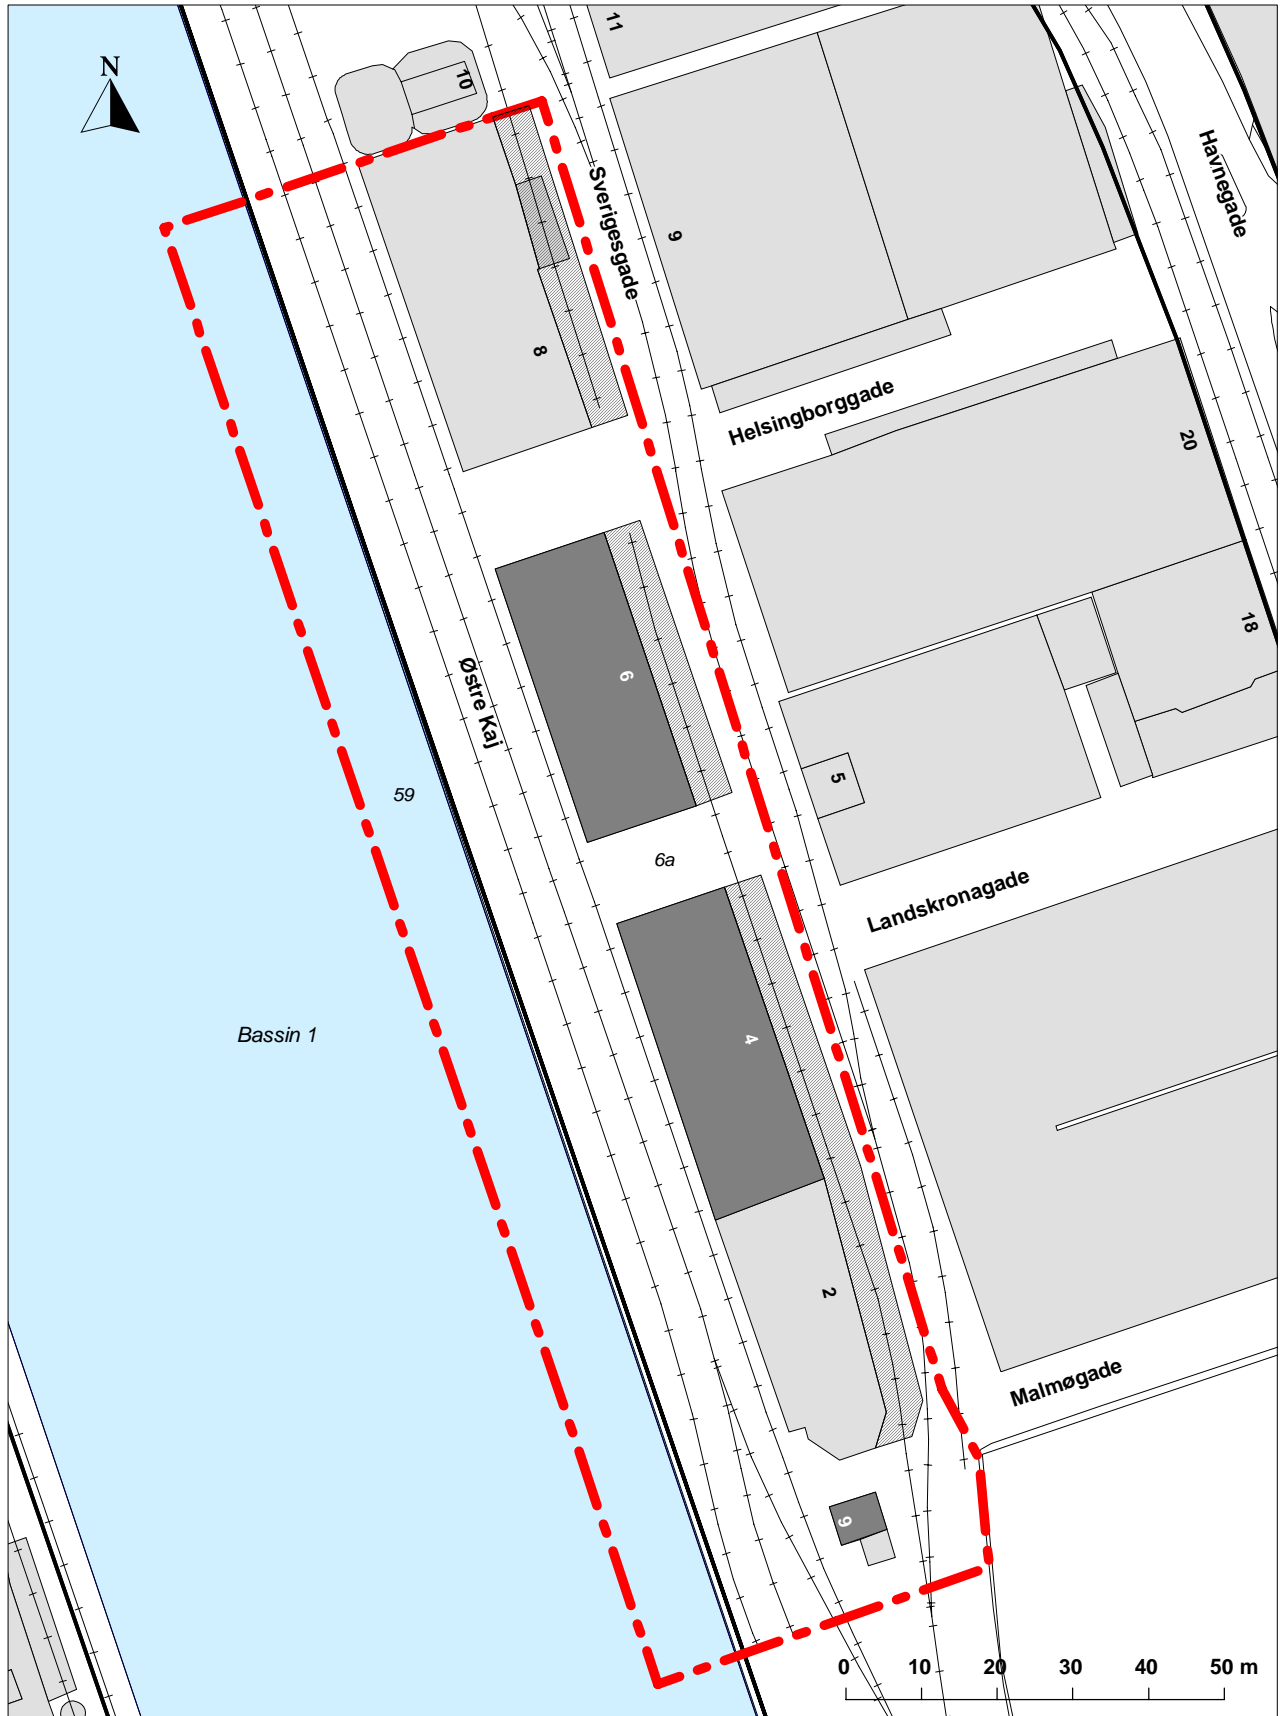 11
N
10
Sverigesgade
9
Havnegade
8
Helsingborggade
20
18
6
Østre Kaj
5
59
6a
Landskronagade
4
Bassin 1
2
Malmøgade
9
0 10 20 30 40 50 m